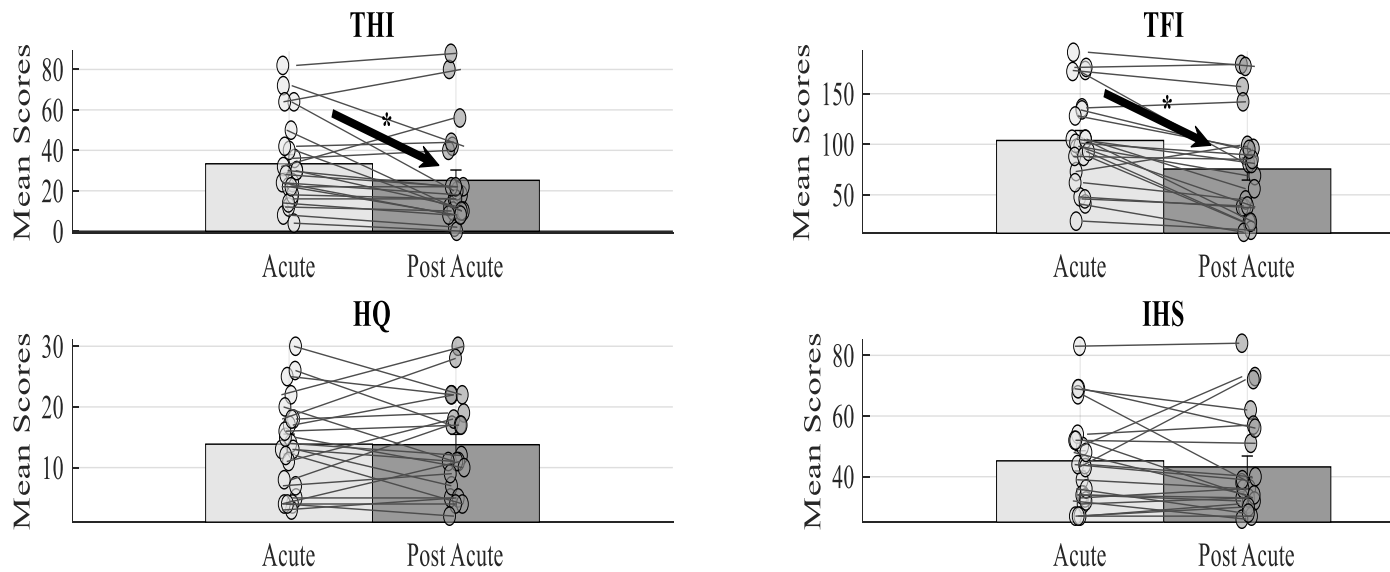 THI
Mean Scores
80
60
40
20
0
*
Acute
Post Acute
TFI
Mean Scores
150
100
50
*
Acute
Post Acute
HQ
Mean Scores
30
20
10
Acute
Post Acute
IHS
Mean Scores
80
60
40
Acute
Post Acute